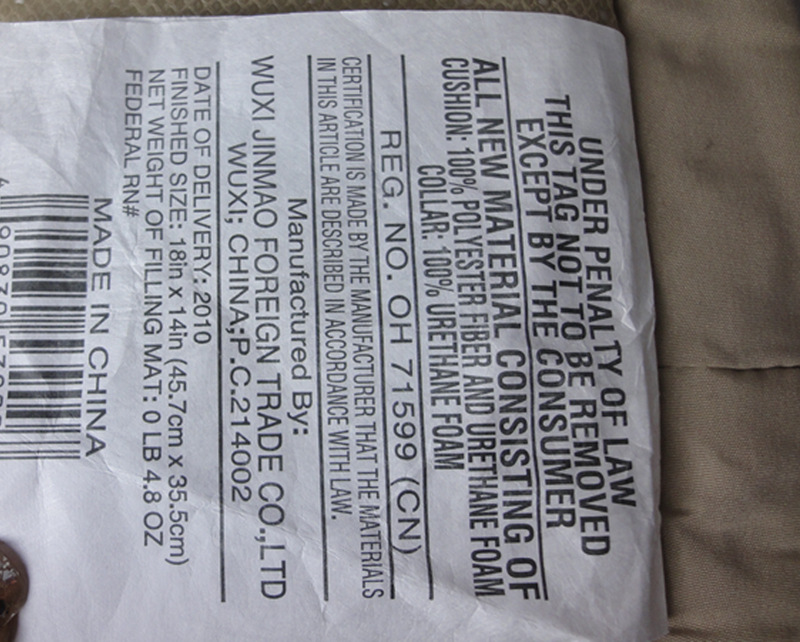 UNDER PENALTY OF LAW
THIS TAG NOT TO BE REMOVED
EXCEPT BY THE CONSUMER
ALL NEW MATERIAL CONSISTING OF
CUSHION: 100% POLYESTER FIBER AND URETHANE FOAM
COLLAR: 100% URETHANE FOAM
REG. NO. OH 71599 (CN)
CERTIFICATION IS MADE BY THE MANUFACTURER THAT THE MATERIALS
IN THIS ARTICLE ARE DESCRIBED IN ACCORDANCE WITH LAW.
Manufactured By:
WUXI JINMAO FOREIGN TRADE CO.,LTD
WUXI; CHINA;P.C.214002
DATE OF DELIVERY: 2010
FINISHED SIZE: 18in x 14in (45.7cm x 35.5cm)
NET WEIGHT OF FILLING MAT: 0 LB 4.8 OZ
FEDERAL RN#
MADE IN CHINA